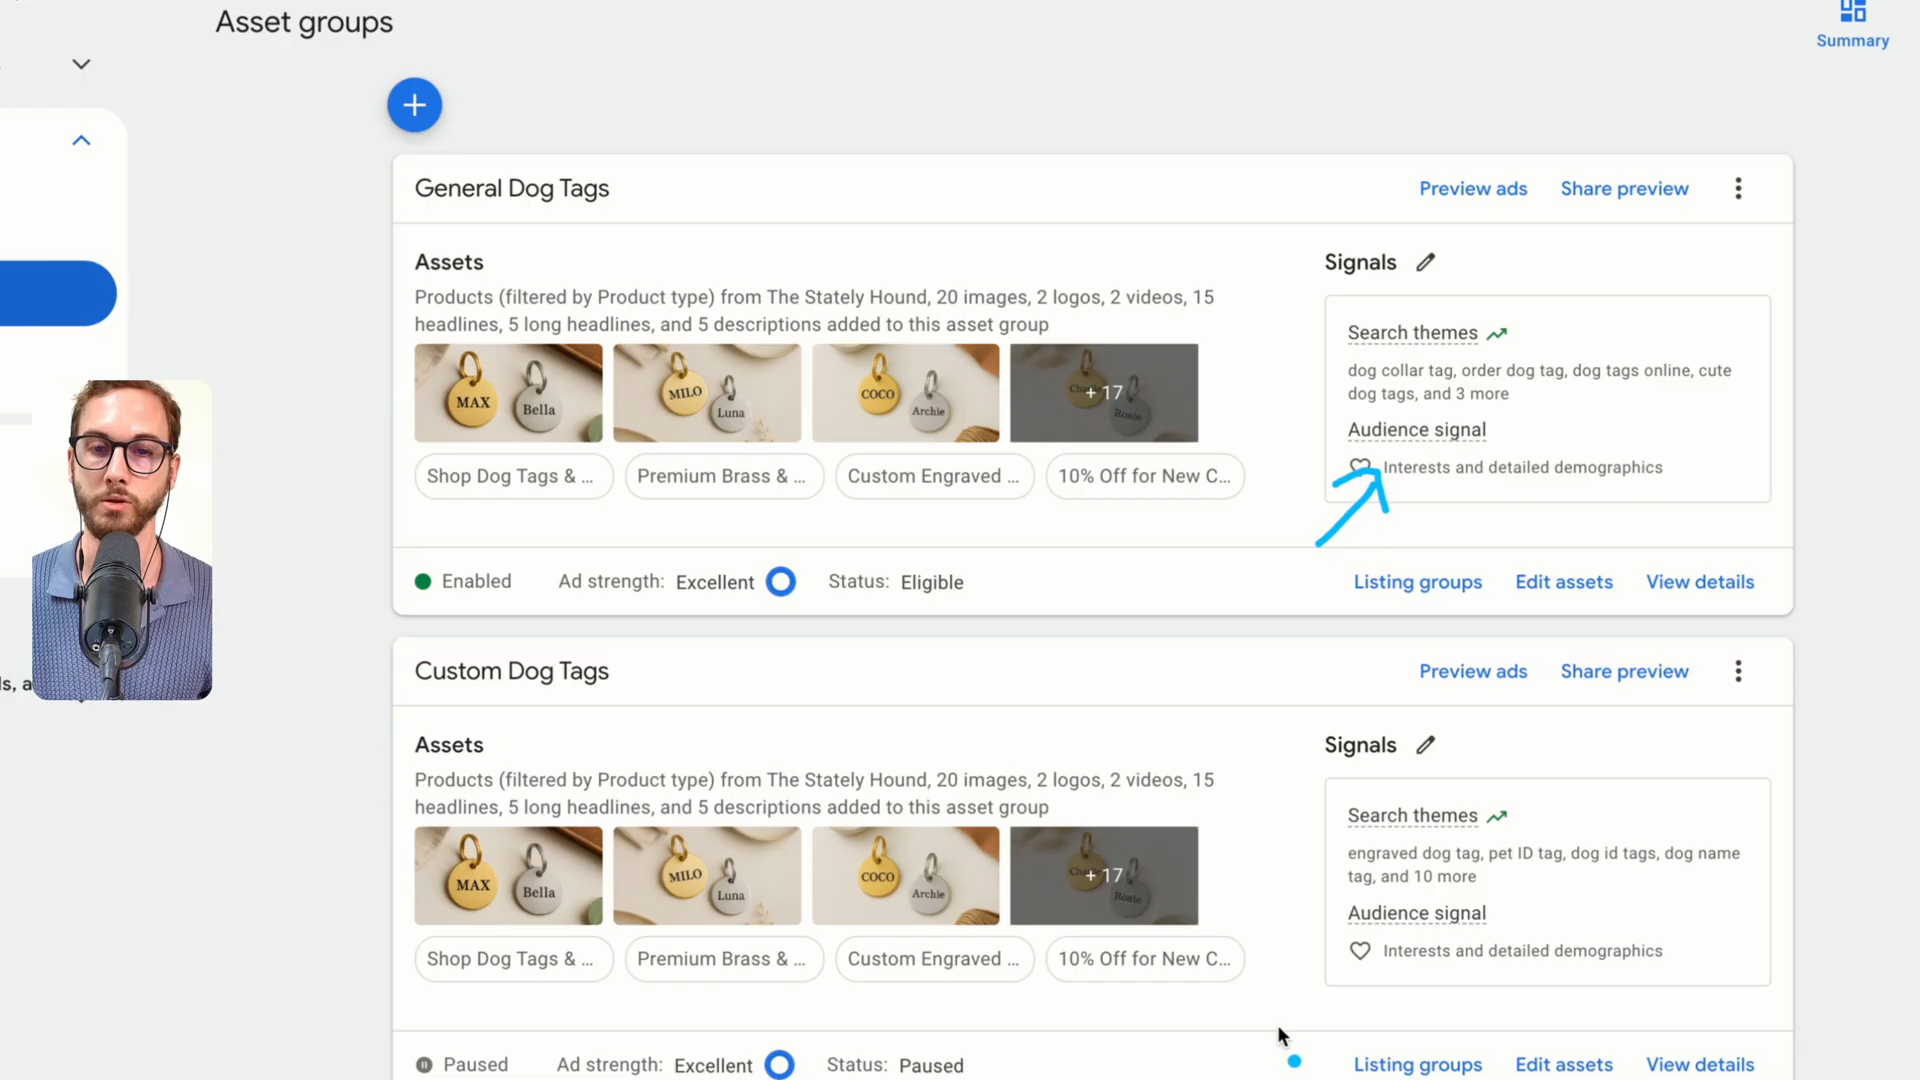 Asset groups
Summary
General Dog Tags
Preview ads
Share preview
Assets
Products (filtered by Product type) from The Stately Hound, 20 images, 2 logos, 2 videos, 15
headlines, 5 long headlines, and 5 descriptions added to this asset group
MAX
Bella
MILO
Luna
COCO
Archie
+17
Rosie
Shop Dog Tags & ...
Premium Brass & ...
Custom Engraved ...
10% Off for New C...
Signals
Search themes
dog collar tag, order dog tag, dog tags online, cute
dog tags, and 3 more
Audience signal
Interests and detailed demographics
Enabled
Ad strength: Excellent
Status: Eligible
Listing groups
Edit assets
View details
Custom Dog Tags
Preview ads
Share preview
Assets
Products (filtered by Product type) from The Stately Hound, 20 images, 2 logos, 2 videos, 15
headlines, 5 long headlines, and 5 descriptions added to this asset group
MAX
Bella
MILO
Luna
COCO
Archie
+17
Rosie
Shop Dog Tags & ...
Premium Brass & ...
Custom Engraved ...
10% Off for New C...
Signals
Search themes
engraved dog tag, pet ID tag, dog id tags, dog name
tag, and 10 more
Audience signal
Interests and detailed demographics
Paused
Ad strength: Excellent
Status: Paused
Listing groups
Edit assets
View details